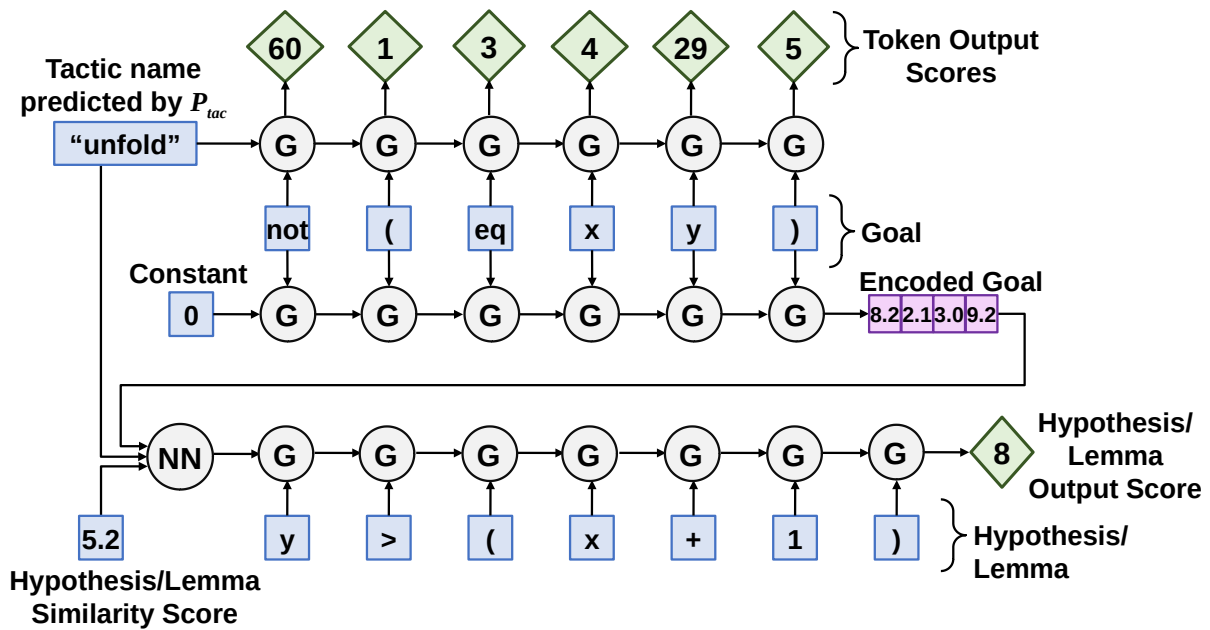 60 1 3 4 29 5
Token Output
Scores
Tactic name
predicted by P_tac
“unfold”
G G G G G G
not ( eq x y )
Goal
Constant
0
G G G G G G
Encoded Goal
8.2 2.1 3.0 9.2
NN
G G G G G G G
8
Hypothesis/
Lemma
Output Score
5.2
y > ( x + 1 )
Hypothesis/
Lemma
Hypothesis/Lemma
Similarity Score